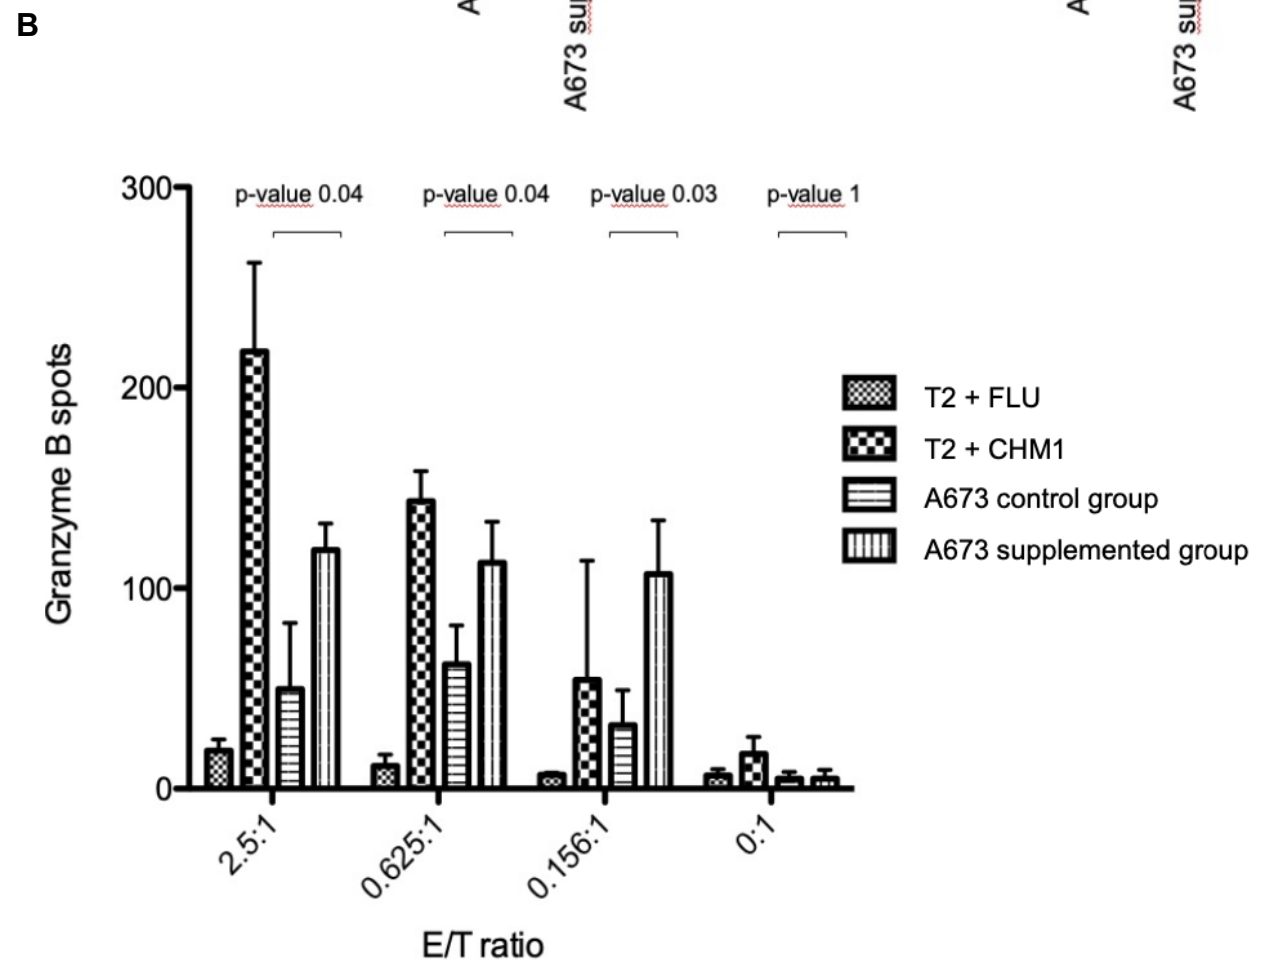 B
A
A673 su
A
A673 su
300
200
100
0
Granzyme B spots
p-value 0.04
p-value 0.04
p-value 0.03
p-value 1
T2 + FLU
T2 + CHM1
A673 control group
A673 supplemented group
2.5:1
0.625:1
0.156:1
0:1
E/T ratio